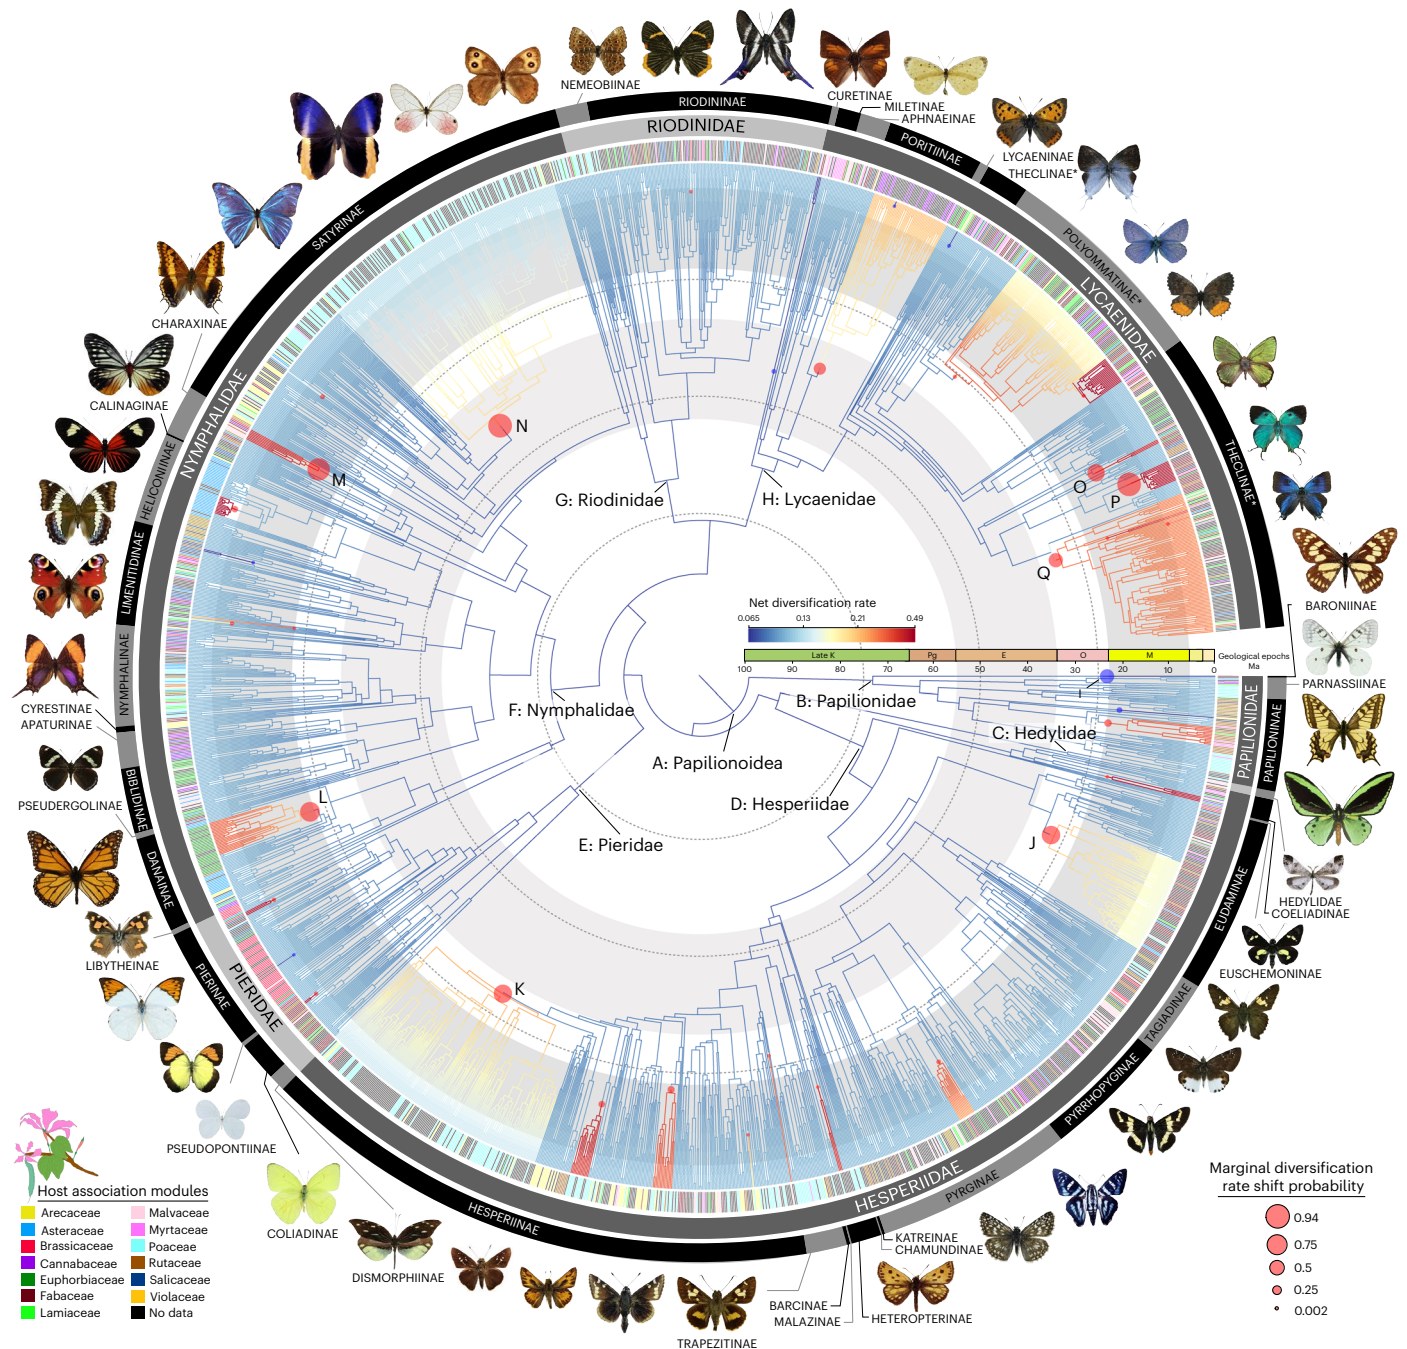 NEMEOBIINAE
RIODININAE
RIODINIDAE
CURETINAE
MILETINAE
APHNAEINAE
PORITIINAE
LYCAENINAE
THECLINAE*
POLYOMMATINAE*
LYCAENIDAE
THECLINAE*
SATYRINAE
CHARAXINAE
CALINAGINAE
NYMPHALIDAE
HELICONIINAE
LIMENITIDINAE
NYMPHALINAE
CYRESTINAE
APATURINAE
BIBLIDINAE
PSEUDERGOLINAE
DANAINAE
LIBYTHEINAE
PIERINAE
PIERIDAE
PSEUDOPONTIINAE
COLIADINAE
DISMORPHIINAE
HESPERIINAE
TRAPEZITINAE
BARCINAE
MALAZINAE
HETEROPTERINAE
KATREINAE
CHAMUNDINAE
HESPERIIDAE
PYRGINAE
PYRRHOPYGINAE
TAGIADINAE
EUDAMINAE
EUSCHEMONINAE
HEDYLIDAE
COELIADINAE
PAPILIONIDAE
PAPILIONINAE
PARNASSIINAE
BARONIINAE
N
M
G: Riodinidae
H: Lycaenidae
O
P
Q
Net diversification rate
0.065 0.13 0.21 0.49
Late K Pg E O M Geological epochs
100 90 80 70 60 50 40 30 20 10 0 Ma
I
B: Papilionidae
F: Nymphalidae
C: Hedylidae
A: Papilionoidea
D: Hesperiidae
L
E: Pieridae
J
K
Host association modules
Arecaceae
Asteraceae
Brassicaceae
Cannabaceae
Euphorbiaceae
Fabaceae
Lamiaceae
Malvaceae
Myrtaceae
Poaceae
Rutaceae
Salicaceae
Violaceae
No data
Marginal diversification
rate shift probability
0.94
0.75
0.5
0.25
0.002